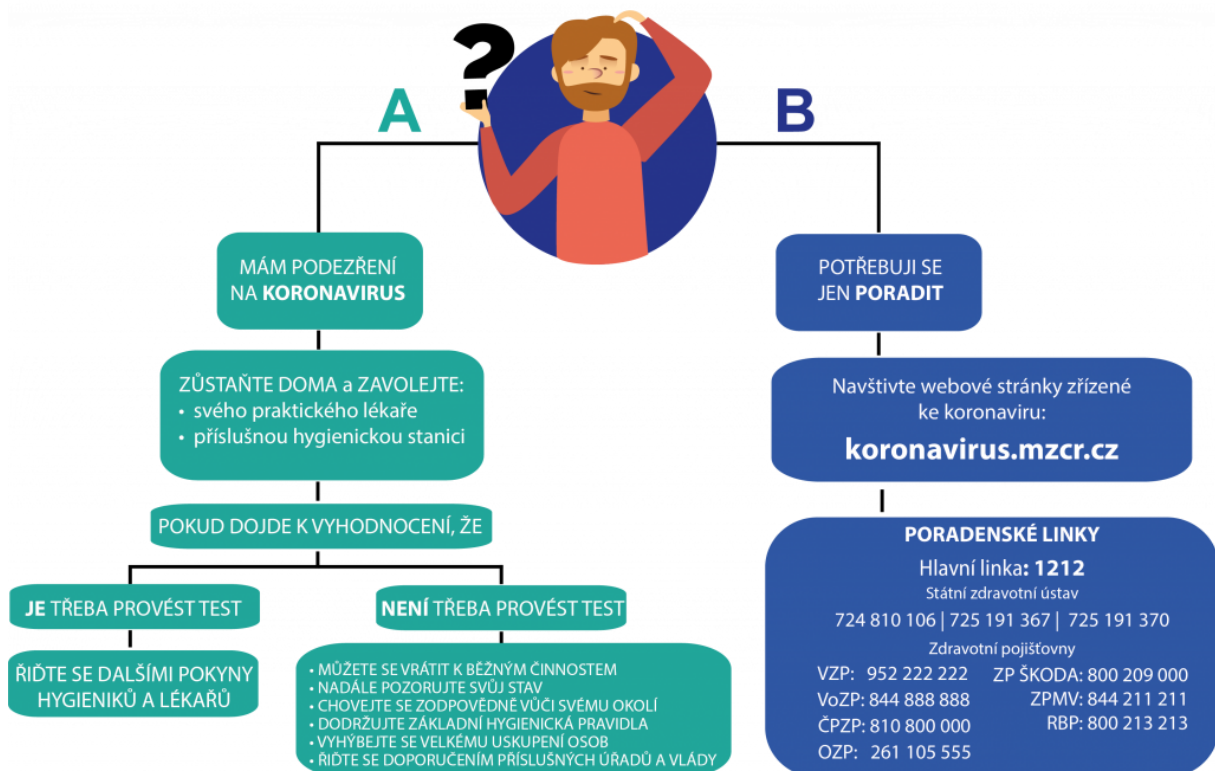 ?
A
B
MÁM PODEZŘENÍ
NA KORONAVIRUS
ZŮSTAŇTE DOMA a ZAVOLEJTE:
• svého praktického lékaře
• příslušnou hygienickou stanici
POKUD DOJDE K VYHODNOCENÍ, ŽE
JE TŘEBA PROVÉST TEST
ŘIĎTE SE DALŠÍMI POKYNY
HYGIENIKŮ A LÉKAŘŮ
NENÍ TŘEBA PROVÉST TEST
• MŮŽETE SE VRÁTIT K BĚŽNÝM ČINNOSTEM
• NADÁLE POZORUJTE SVŮJ STAV
• CHOVEJTE SE ZODPOVĚDNĚ VŮČI SVÉMU OKOLÍ
• DODRŽUJTE ZÁKLADNÍ HYGIENICKÁ PRAVIDLA
• VYHÝBEJTE SE VELKÉMU USKUPENÍ OSOB
• ŘIĎTE SE DOPORUČENÍM PŘÍSLUŠNÝCH ÚŘADŮ A VLÁDY
POTŘEBUJI SE
JEN PORADIT
Navštivte webové stránky zřízené
ke koronaviru:
koronavirus.mzcr.cz
PORADENSKÉ LINKY
Hlavní linka: 1212
Státní zdravotní ústav
724 810 106 | 725 191 367 | 725 191 370
Zdravotní pojišťovny
VZP: 952 222 222 ZP ŠKODA: 800 209 000
VoZP: 844 888 888 ZPMV: 844 211 211
ČPZP: 810 800 000 RBP: 800 213 213
OZP: 261 105 555